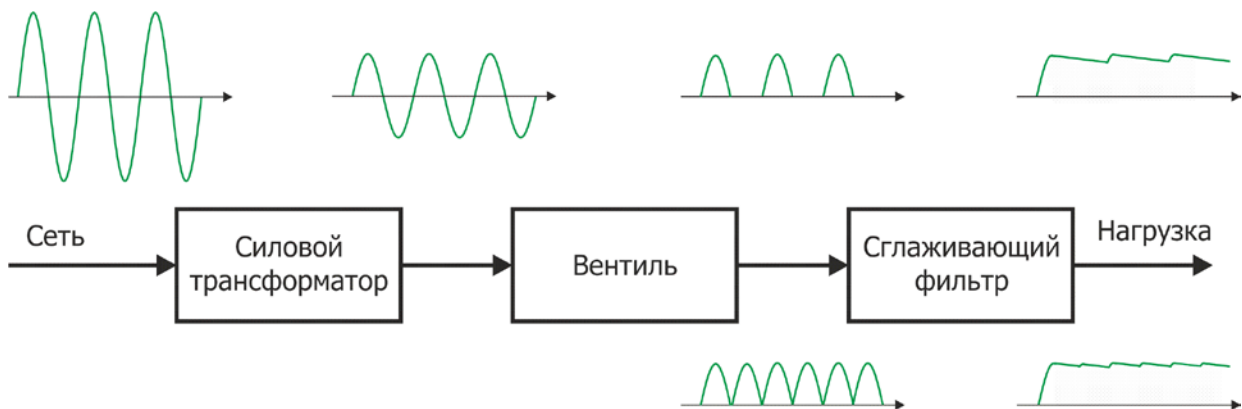 Сеть
Силовой
трансформатор
Вентиль
Сглаживающий
фильтр
Нагрузка